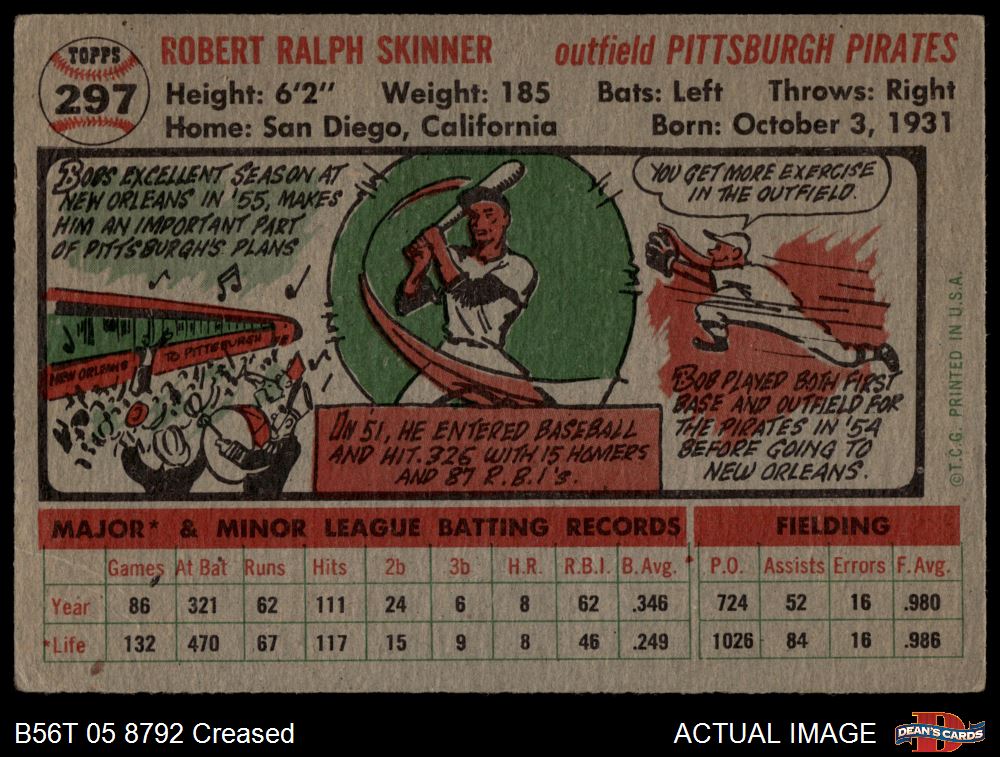 TOPPS
297
ROBERT RALPH SKINNER outfield PITTSBURGH PIRATES
Height: 6'2" Weight: 185 Bats: Left Throws: Right
Home: San Diego, California Born: October 3, 1931
BOBS EXCELLENT SEASON AT
NEW ORLEANS IN '55, MAKES
HIM AN IMPORTANT PART
OF PITTSBURGH'S PLANS
NEW ORLEANS
TO PITTSBURGH
ON '51, HE ENTERED BASEBALL
AND HIT .326 WITH 15 HOMERS
AND 87 R.B.I's.
YOU GET MORE EXERCISE
IN THE OUTFIELD.
BOB PLAYED BOTH FIRST
BASE AND OUTFIELD FOR
THE PIRATES IN '54
BEFORE GOING TO
NEW ORLEANS.
©T.C.G. PRINTED IN U.S.A.
MAJOR* & MINOR LEAGUE BATTING RECORDS FIELDING
Games At Bat Runs Hits 2b 3b H.R. R.B.I. B.Avg. P.O. Assists Errors F.Avg.
Year 86 321 62 111 24 6 8 62 .346 724 52 16 .980
*Life 132 470 67 117 15 9 8 46 .249 1026 84 16 .986
B56T 05 8792 Creased ACTUAL IMAGE DEAN'S CARDS